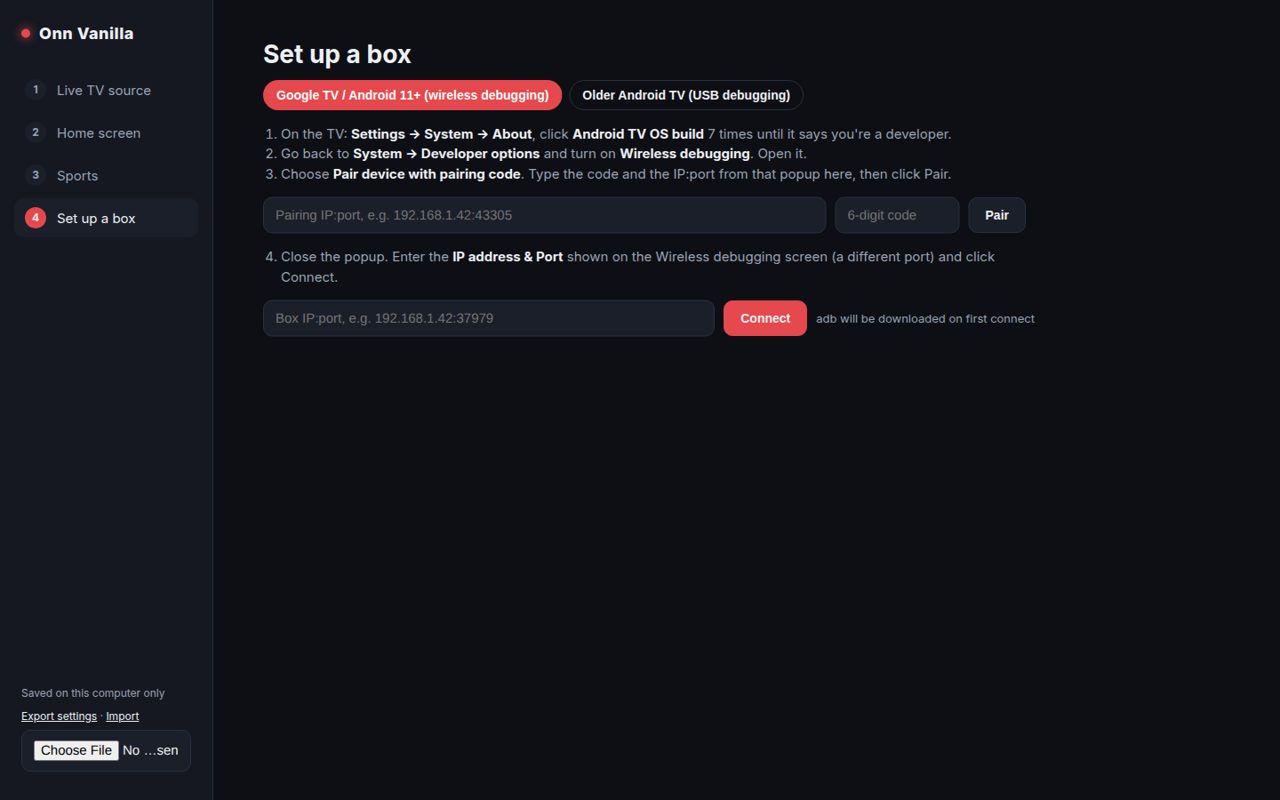 Onn Vanilla
1 Live TV source
2 Home screen
3 Sports
4 Set up a box
Saved on this computer only
Export settings · Import
Choose File No ...sen
Set up a box
Google TV / Android 11+ (wireless debugging)
Older Android TV (USB debugging)
1. On the TV: Settings → System → About, click Android TV OS build 7 times until it says you're a developer.
2. Go back to System → Developer options and turn on Wireless debugging. Open it.
3. Choose Pair device with pairing code. Type the code and the IP:port from that popup here, then click Pair.
Pairing IP:port, e.g. 192.168.1.42:43305
6-digit code
Pair
4. Close the popup. Enter the IP address & Port shown on the Wireless debugging screen (a different port) and click
Connect.
Box IP:port, e.g. 192.168.1.42:37979
Connect
adb will be downloaded on first connect